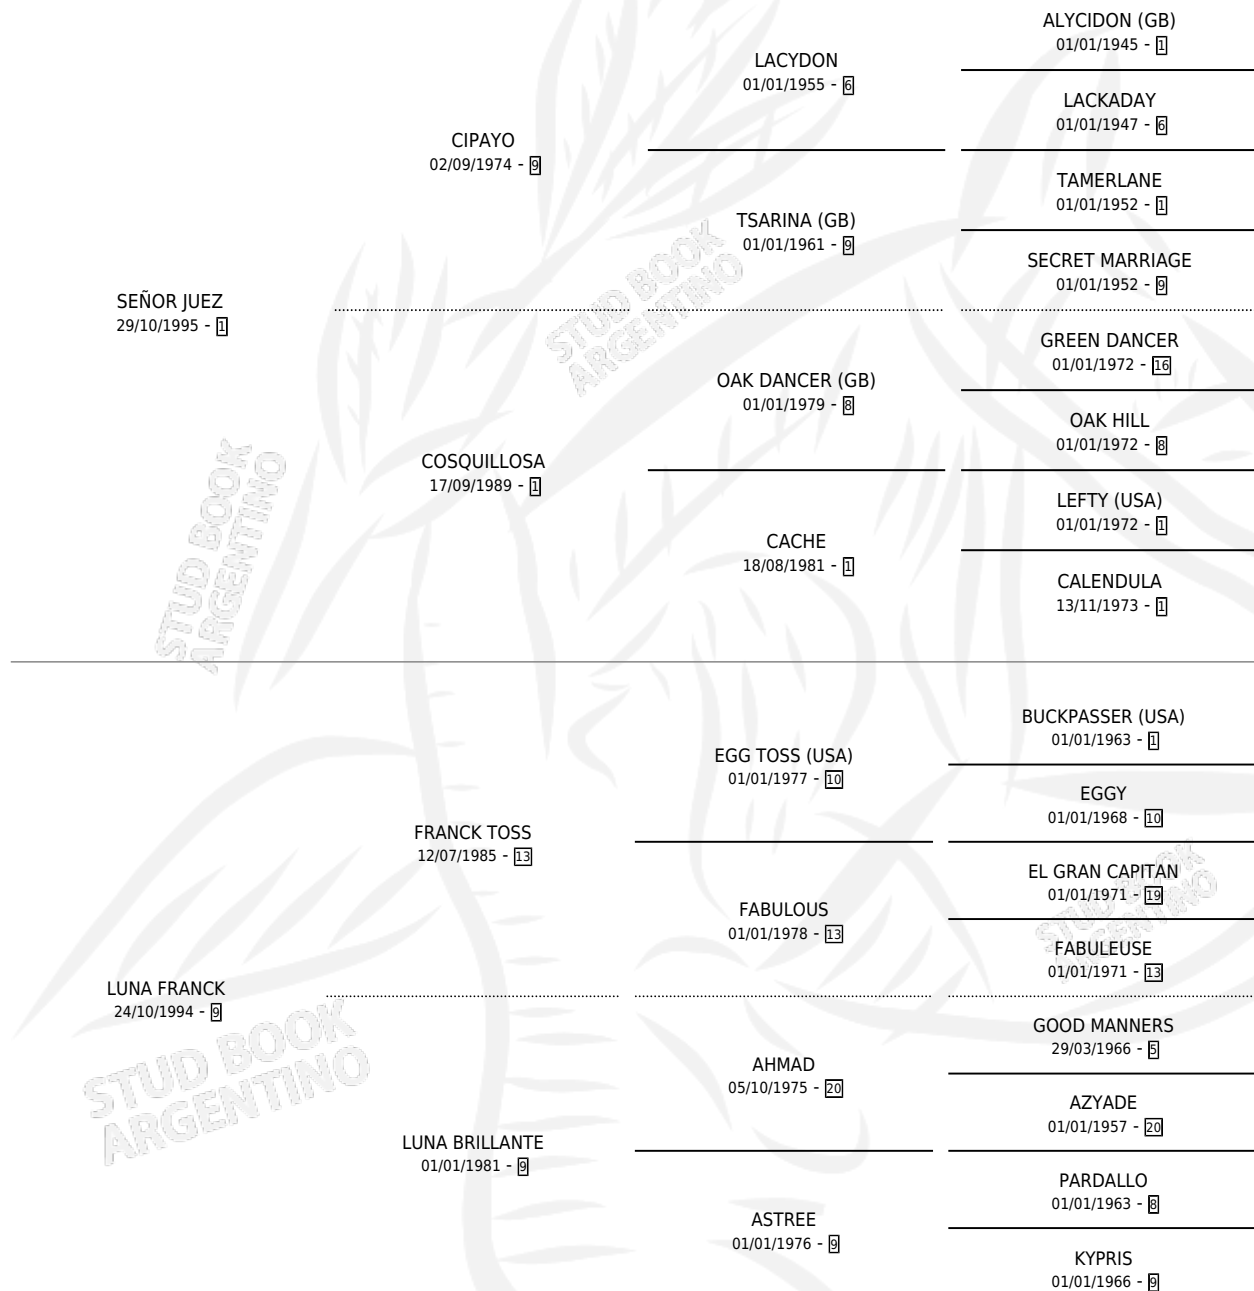 ALYCIDON (GB)
01/01/1945 - 1
LACYDON
01/01/1955 - 6
LACKADAY
01/01/1947 - 6
CIPAYO
02/09/1974 - 9
TAMERLANE
01/01/1952 - 1
TSARINA (GB)
01/01/1961 - 9
SECRET MARRIAGE
01/01/1952 - 9
SEÑOR JUEZ
29/10/1995 - 1
GREEN DANCER
01/01/1972 - 16
OAK DANCER (GB)
01/01/1979 - 8
OAK HILL
01/01/1972 - 8
COSQUILLOSA
17/09/1989 - 1
LEFTY (USA)
01/01/1972 - 1
CACHE
18/08/1981 - 1
CALENDULA
13/11/1973 - 1
STUD BOOK
ARGENTINO
STUD BOOK
ARGENTINO
BUCKPASSER (USA)
01/01/1963 - 1
EGG TOSS (USA)
01/01/1977 - 10
EGGY
01/01/1968 - 10
FRANCK TOSS
12/07/1985 - 13
EL GRAN CAPITAN
01/01/1971 - 19
FABULOUS
01/01/1978 - 13
FABULEUSE
01/01/1971 - 13
STUD BOOK
ARGENTINO
LUNA FRANCK
24/10/1994 - 9
GOOD MANNERS
29/03/1966 - 5
AHMAD
05/10/1975 - 20
AZYADE
01/01/1957 - 20
LUNA BRILLANTE
01/01/1981 - 9
PARDALLO
01/01/1963 - 8
ASTREE
01/01/1976 - 9
KYPRIS
01/01/1966 - 9
STUD BOOK
ARGENTINO